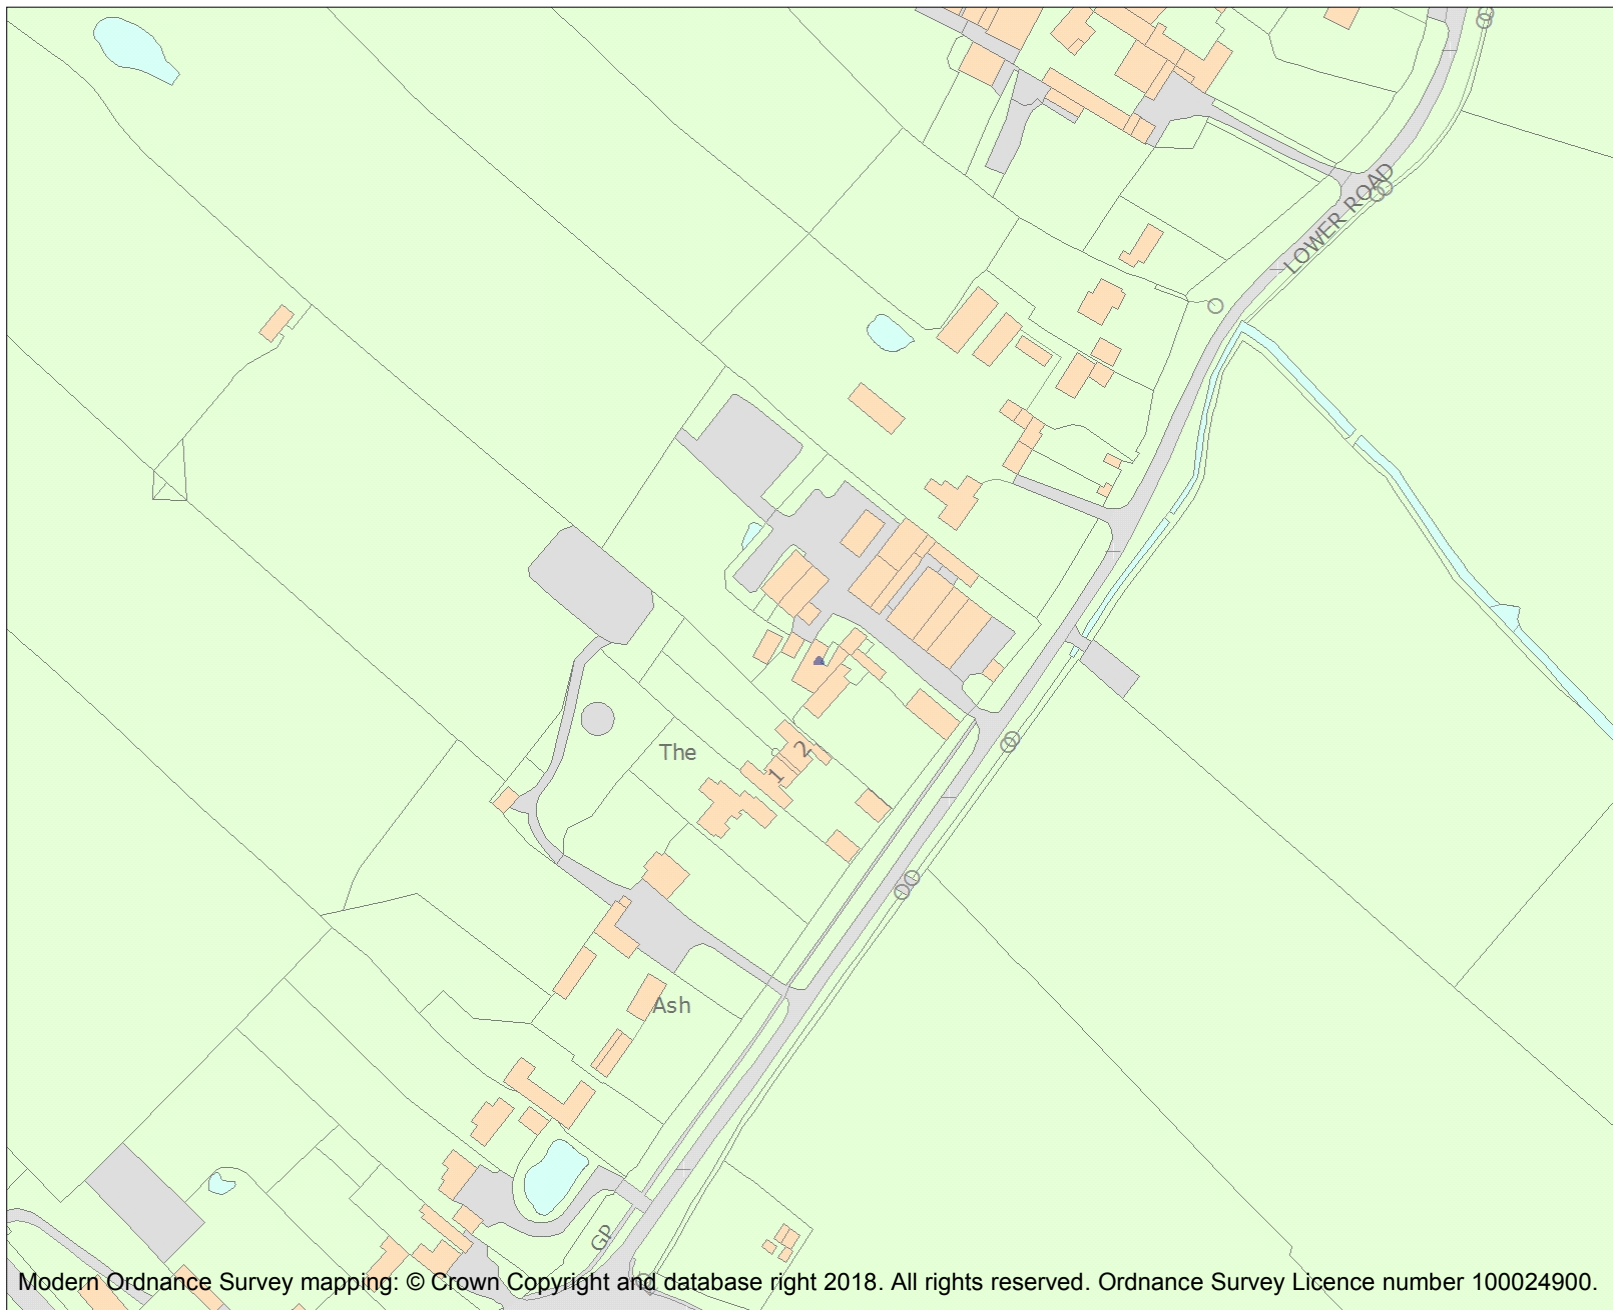 LOWER ROAD
The
2
1
Ash
GP
Modern Ordnance Survey mapping: © Crown Copyright and database right 2018. All rights reserved. Ordnance Survey Licence number 100024900.